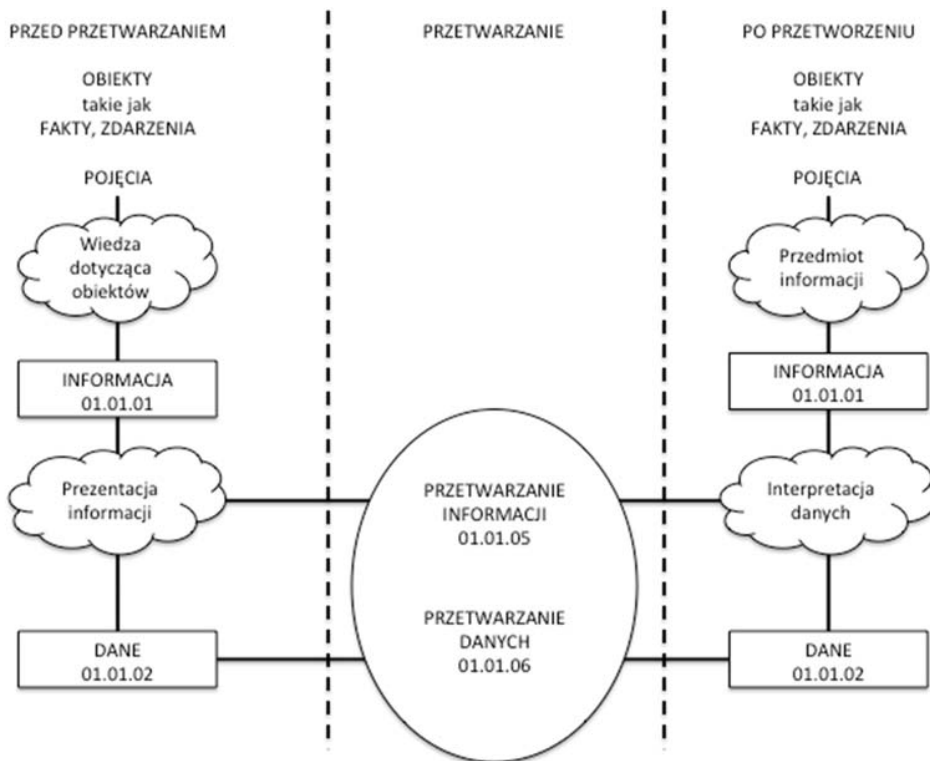 PRZED PRZETWARZANIEM
OBIEKTY
takie jak
FAKTY, ZDARZENIA
POJĘCIA
Wiedza
dotycząca
obiektów
INFORMACJA
01.01.01
Prezentacja
informacji
DANE
01.01.02
PRZETWARZANIE
PRZETWARZANIE
INFORMACJI
01.01.05
PRZETWARZANIE
DANYCH
01.01.06
PO PRZETWORZENIU
OBIEKTY
takie jak
FAKTY, ZDARZENIA
POJĘCIA
Przedmiot
informacji
INFORMACJA
01.01.01
Interpretacja
danych
DANE
01.01.02